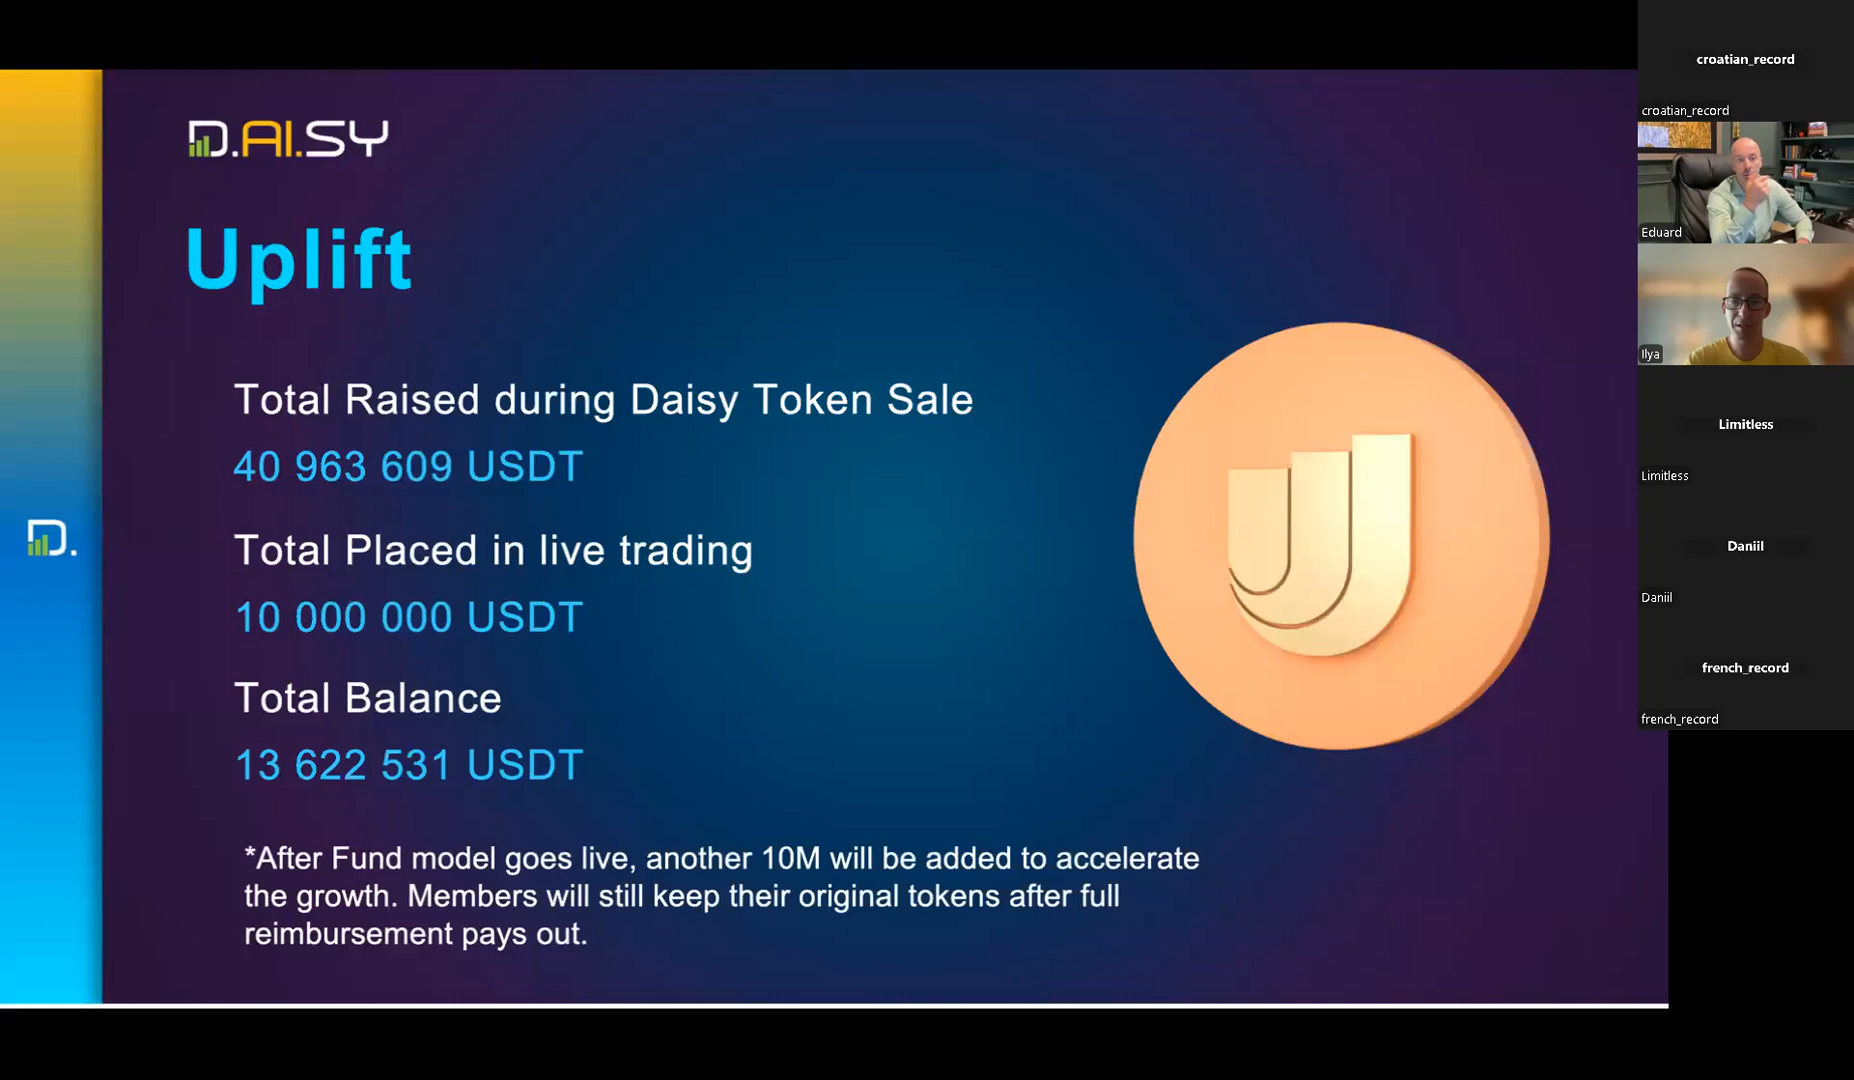 D.AI.SY
Uplift
Total Raised during Daisy Token Sale
40 963 609 USDT
Total Placed in live trading
10 000 000 USDT
Total Balance
13 622 531 USDT
*After Fund model goes live, another 10M will be added to accelerate
the growth. Members will still keep their original tokens after full
reimbursement pays out.
D.
croatian_record
croatian_record
Eduard
Ilya
Limitless
Limitless
Daniil
Daniil
french_record
french_record